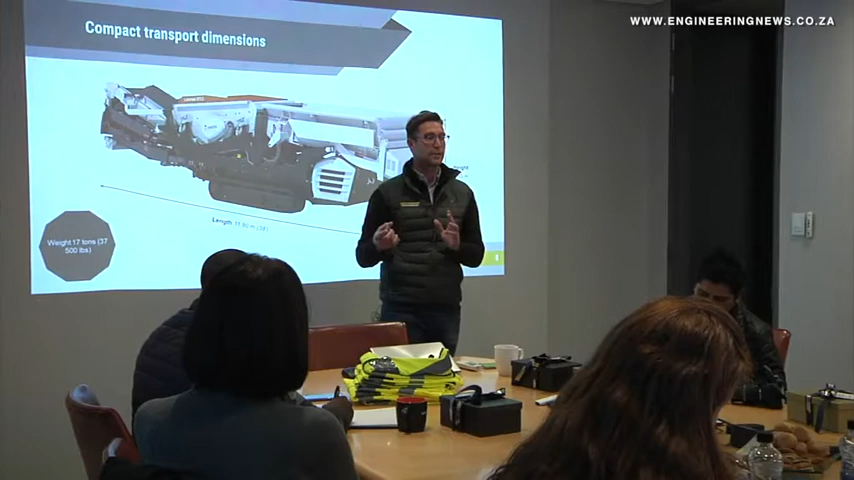 WWW.ENGINEERINGNEWS.CO.ZA
Compact transport dimensions
Weight 17 tons (37
500 lbs)